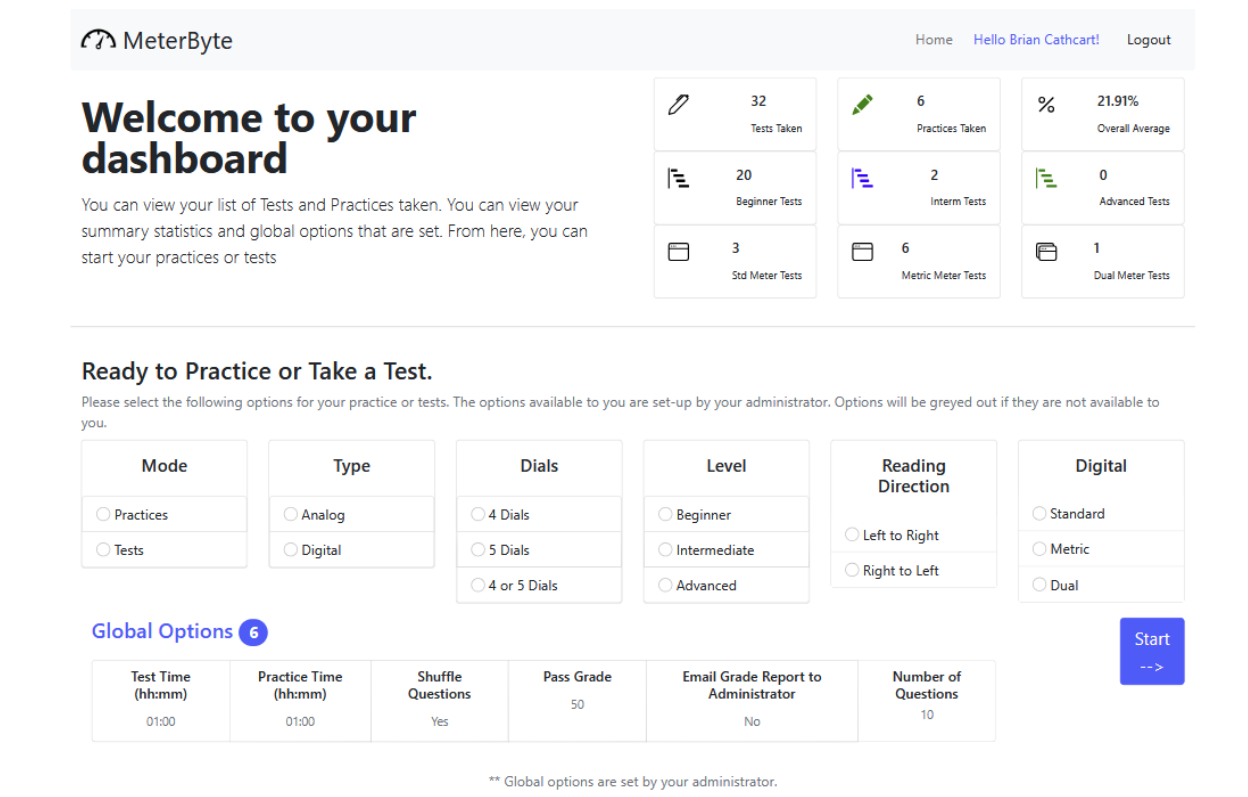 MeterByte
Home Hello Brian Cathcart! Logout
Welcome to your
dashboard
You can view your list of Tests and Practices taken. You can view your
summary statistics and global options that are set. From here, you can
start your practices or tests
32
Tests Taken
6
Practices Taken
21.91%
Overall Average
20
Beginner Tests
2
Interm Tests
0
Advanced Tests
3
Std Meter Tests
6
Metric Meter Tests
1
Dual Meter Tests
Ready to Practice or Take a Test.
Please select the following options for your practice or tests. The options available to you are set-up by your administrator. Options will be greyed out if they are not available to
you.
Mode
Practices
Tests
Type
Analog
Digital
Dials
4 Dials
5 Dials
4 or 5 Dials
Level
Beginner
Intermediate
Advanced
Reading
Direction
Left to Right
Right to Left
Digital
Standard
Metric
Dual
Global Options 6
Start
-->
Test Time
(hh:mm)
01:00
Practice Time
(hh:mm)
01:00
Shuffle
Questions
Yes
Pass Grade
50
Email Grade Report to
Administrator
No
Number of
Questions
10
** Global options are set by your administrator.